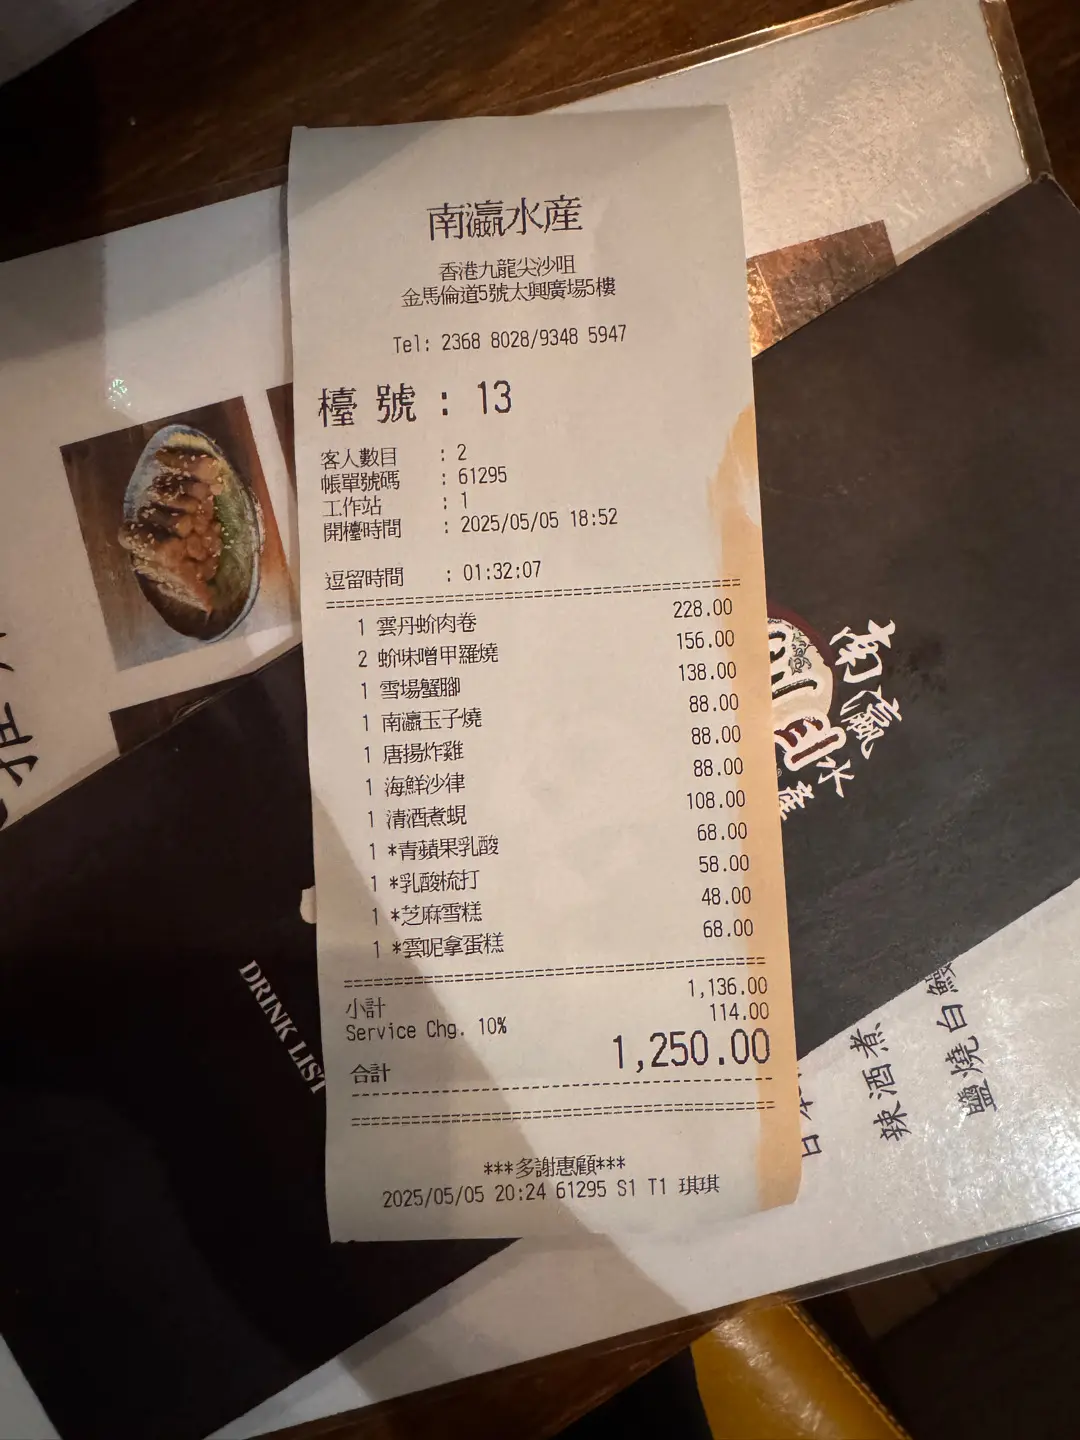 南瀛水産
香港九龍尖沙咀
金馬倫道5號太興廣場5樓
Tel: 2368 8028/9348 5947
檯號 : 13
客人數目 : 2
帳單號碼 : 61295
工作站 : 1
開檯時間 : 2025/05/05 18:52
逗留時間 : 01:32:07
1 雲丹蚧肉卷 228.00
2 蚧味噌甲羅燒 156.00
1 雪場蟹腳 138.00
1 南瀛玉子燒 88.00
1 唐揚炸雞 88.00
1 海鮮沙律 88.00
1 清酒煮蜆 108.00
1 *青蘋果乳酸 68.00
1 *乳酸梳打 58.00
1 *芝麻雪糕 48.00
1 *雲呢拿蛋糕 68.00
小計 1,136.00
Service Chg. 10% 114.00
合計 1,250.00
***多謝惠顧***
2025/05/05 20:24 61295 S1 T1 琪琪
DRINK LIST
南瀛
水產
辣酒煮
鹽燒白鱔